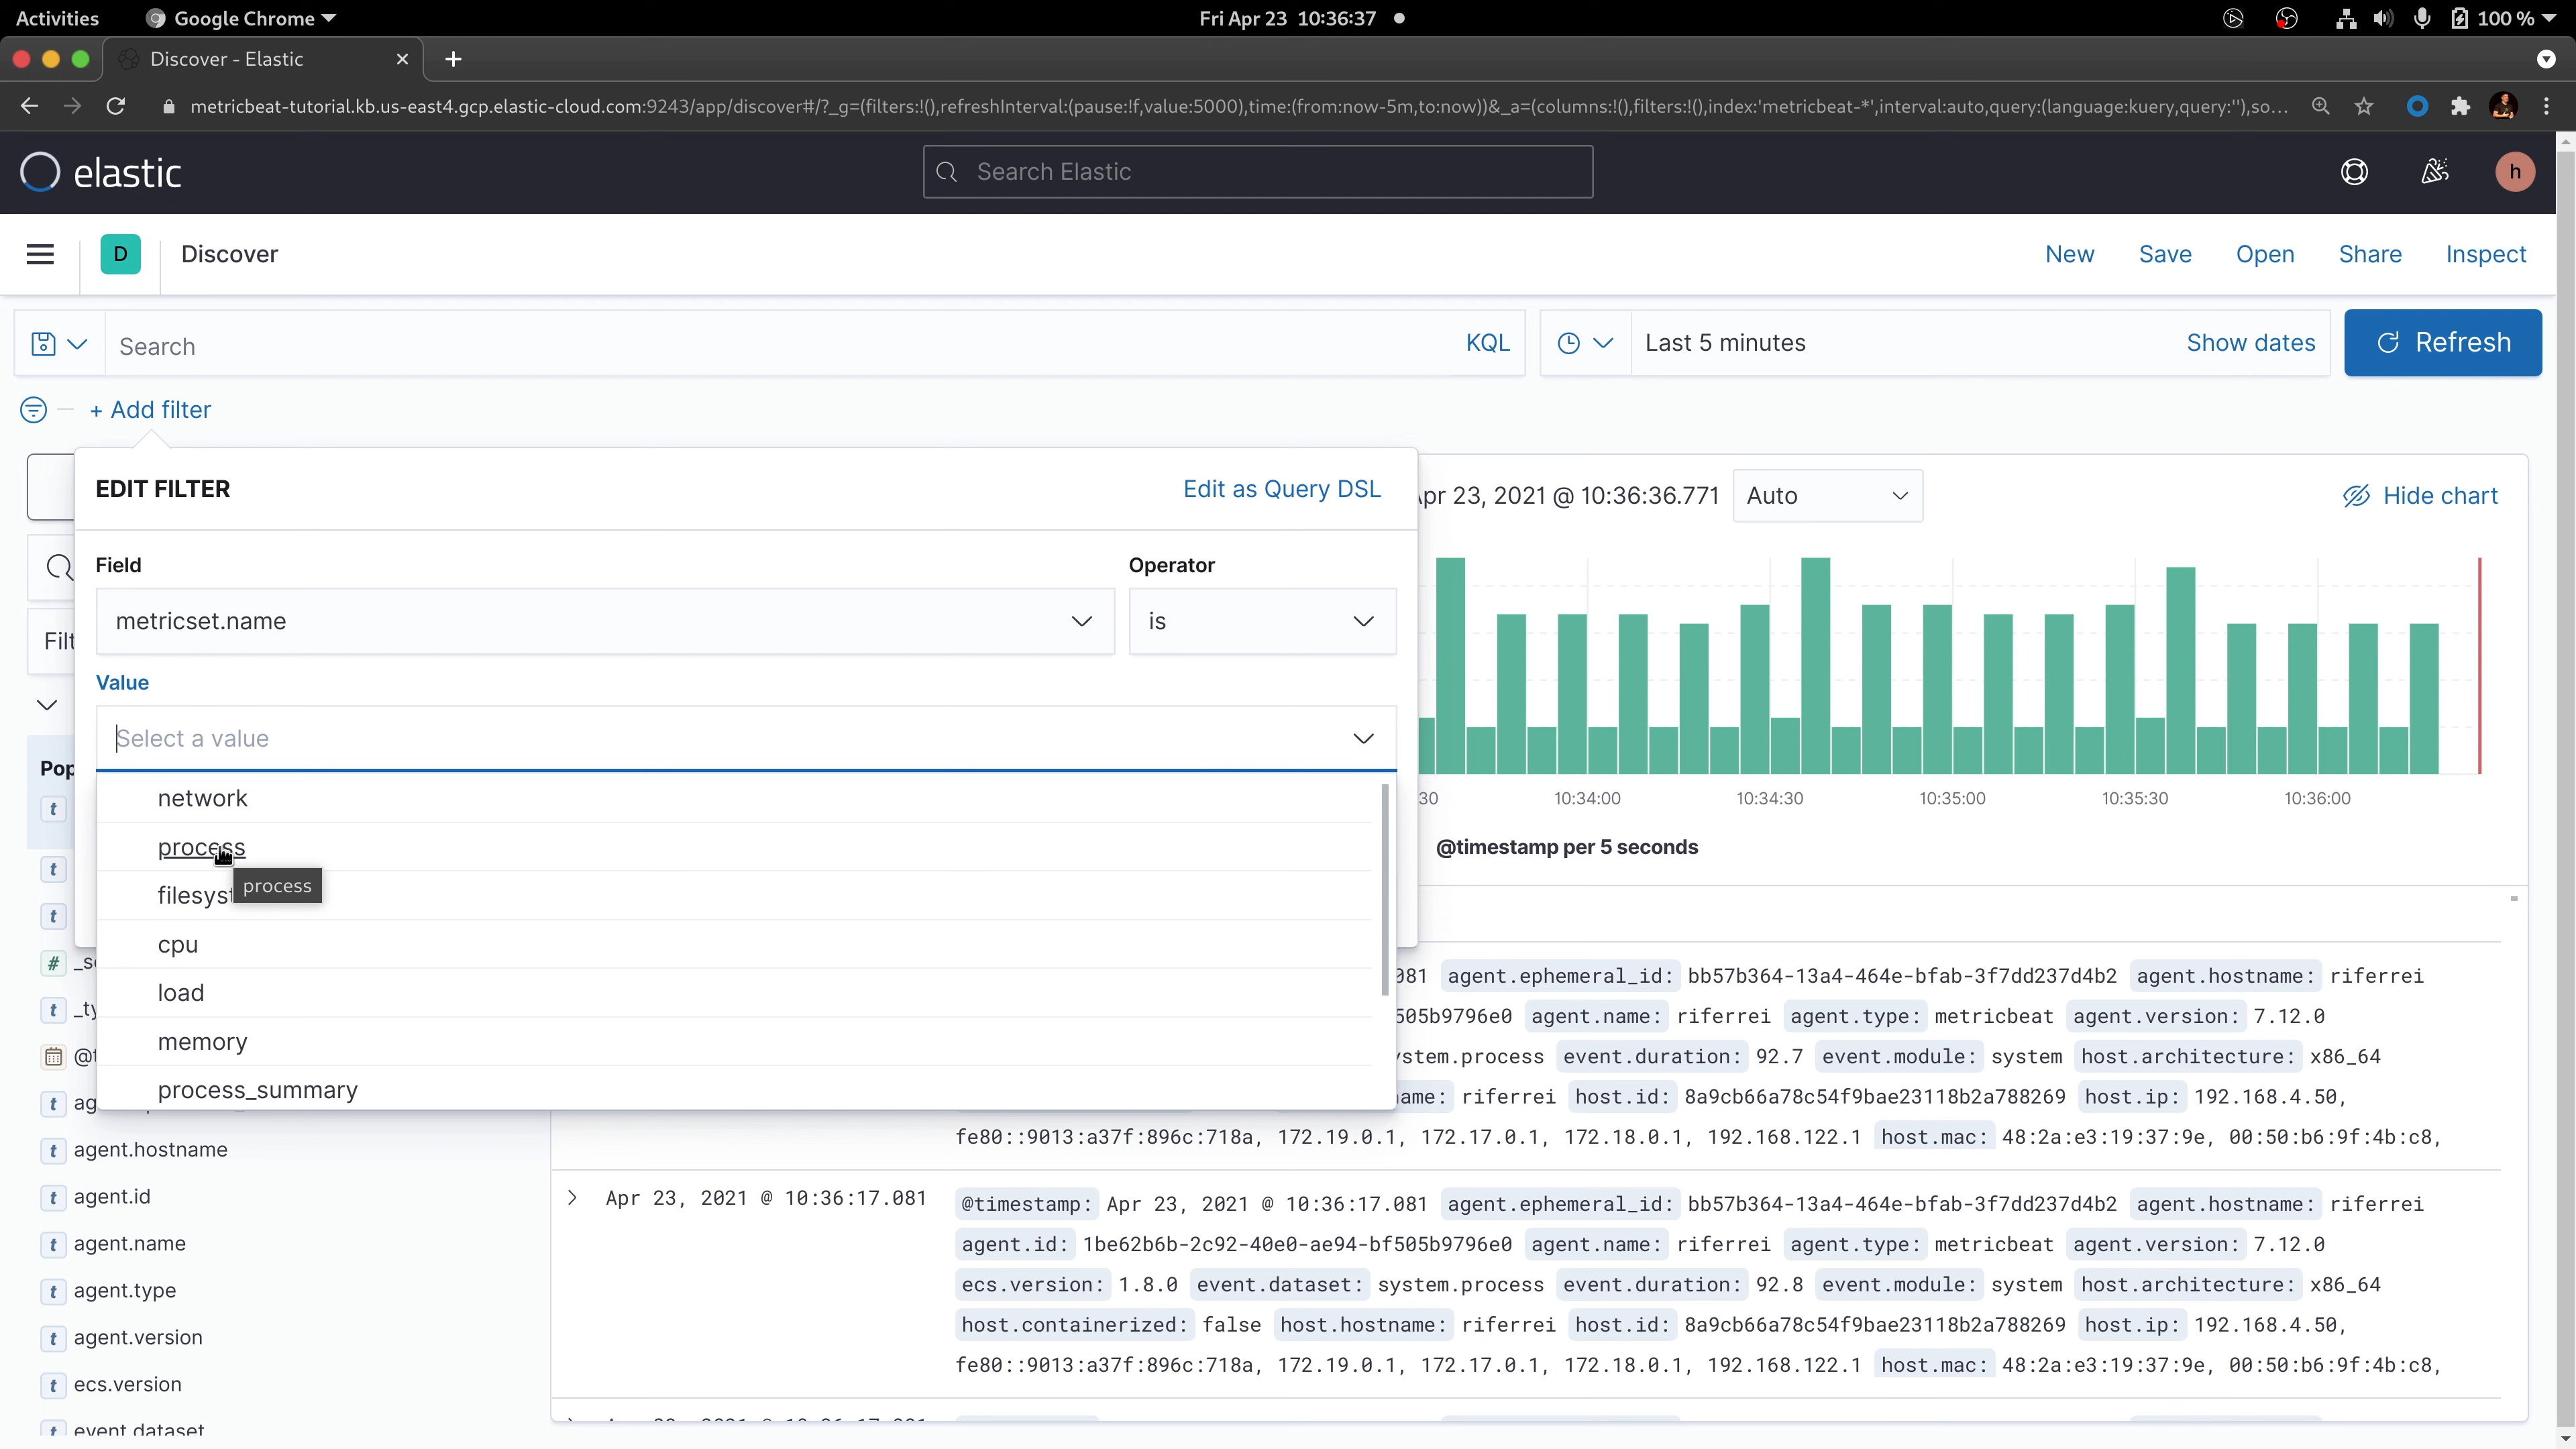 Activities Google Chrome Fri Apr 23 10:36:37 100 %
Discover - Elastic
metricbeat-tutorial.kb.us-east4.gcp.elastic-cloud.com:9243/app/discover#/?_g=(filters:!(),refreshInterval:(pause:!f,value:5000),time:(from:now-5m,to:now))&_a=(columns:!(),filters:!(),index:'metricbeat-*',interval:auto,query:(language:kuery,query:''),so...
elastic Search Elastic h
D Discover New Save Open Share Inspect
Search KQL Last 5 minutes Show dates Refresh
+ Add filter
EDIT FILTER Edit as Query DSL
Apr 23, 2021 @ 10:36:36.771 Auto Hide chart
Field Operator
metricset.name is
Filt
Value
Select a value
Pop
network
30 10:34:00 10:34:30 10:35:00 10:35:30 10:36:00
t
process
@timestamp per 5 seconds
t
process
filesyst
t
cpu
# _s
081 agent.ephemeral_id: bb57b364-13a4-464e-bfab-3f7dd237d4b2 agent.hostname: riferrei
load
t _ty
505b9796e0 agent.name: riferrei agent.type: metricbeat agent.version: 7.12.0
memory
@t
ystem.process event.duration: 92.7 event.module: system host.architecture: x86_64
process_summary
t ag
ame: riferrei host.id: 8a9cb66a78c54f9bae23118b2a788269 host.ip: 192.168.4.50,
fe80::9013:a37f:896c:718a, 172.19.0.1, 172.17.0.1, 172.18.0.1, 192.168.122.1 host.mac: 48:2a:e3:19:37:9e, 00:50:b6:9f:4b:c8,
t agent.hostname
t agent.id
Apr 23, 2021 @ 10:36:17.081 @timestamp: Apr 23, 2021 @ 10:36:17.081 agent.ephemeral_id: bb57b364-13a4-464e-bfab-3f7dd237d4b2 agent.hostname: riferrei
t agent.name
agent.id: 1be62b6b-2c92-40e0-ae94-bf505b9796e0 agent.name: riferrei agent.type: metricbeat agent.version: 7.12.0
t agent.type
ecs.version: 1.8.0 event.dataset: system.process event.duration: 92.8 event.module: system host.architecture: x86_64
t agent.version
host.containerized: false host.hostname: riferrei host.id: 8a9cb66a78c54f9bae23118b2a788269 host.ip: 192.168.4.50,
fe80::9013:a37f:896c:718a, 172.19.0.1, 172.17.0.1, 172.18.0.1, 192.168.122.1 host.mac: 48:2a:e3:19:37:9e, 00:50:b6:9f:4b:c8,
t ecs.version
t event.dataset